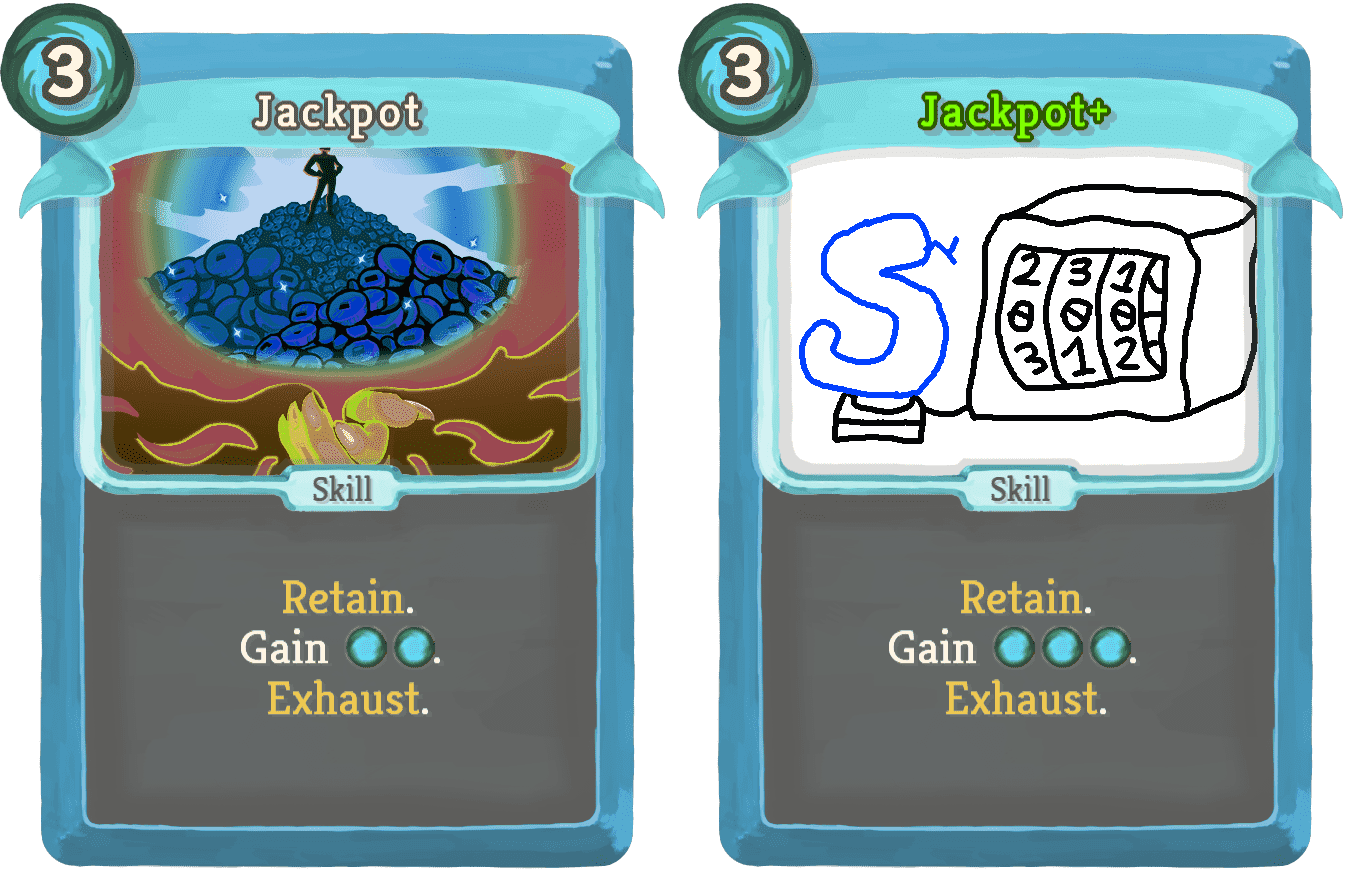 3
Jackpot
Skill
Retain.
Gain .
Exhaust.
3
Jackpot+
2 3 1
0 0 0
3 1 2
Skill
Retain.
Gain .
Exhaust.